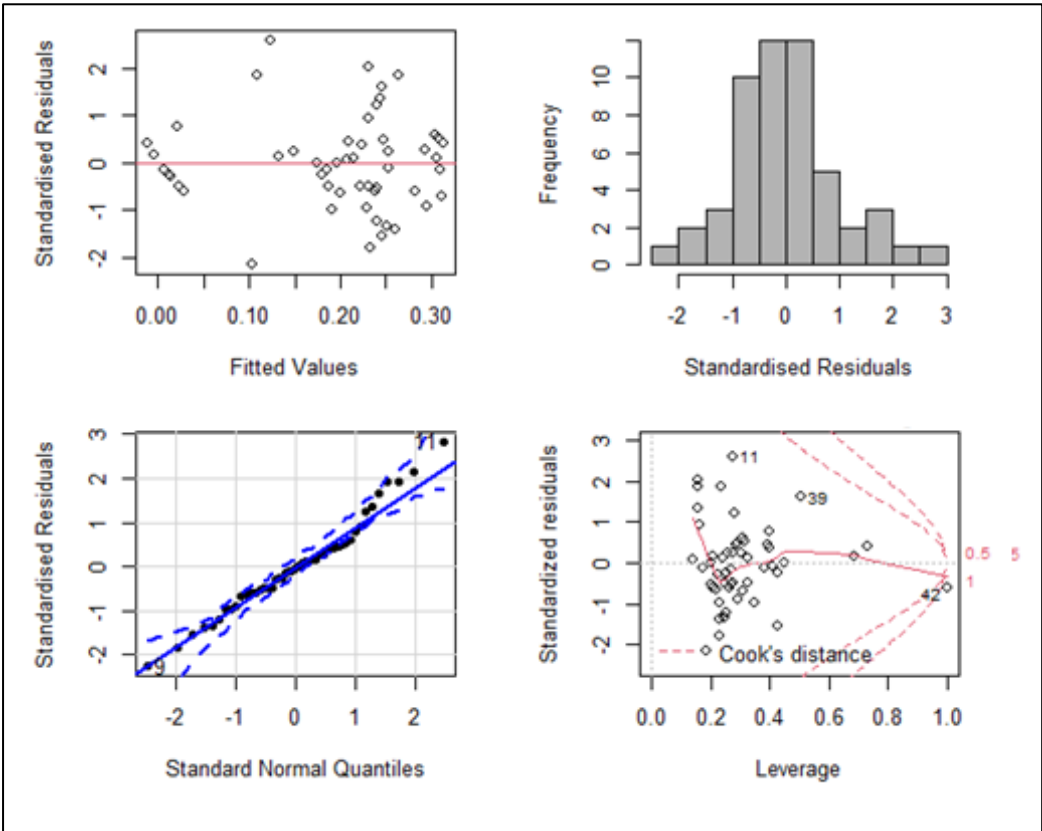 Standardised Residuals
2
1
0
-1
-2
0.00 0.10 0.20 0.30
Fitted Values
Frequency
10
8
6
4
2
0
-2 -1 0 1 2 3
Standardised Residuals
Standardised Residuals
3
2
1
0
-1
-2
11
9
-2 -1 0 1 2
Standard Normal Quantiles
Standardized residuals
3
2
1
0
-1
-2
11
39
42
0.5 5
1
Cook's distance
0.0 0.2 0.4 0.6 0.8 1.0
Leverage